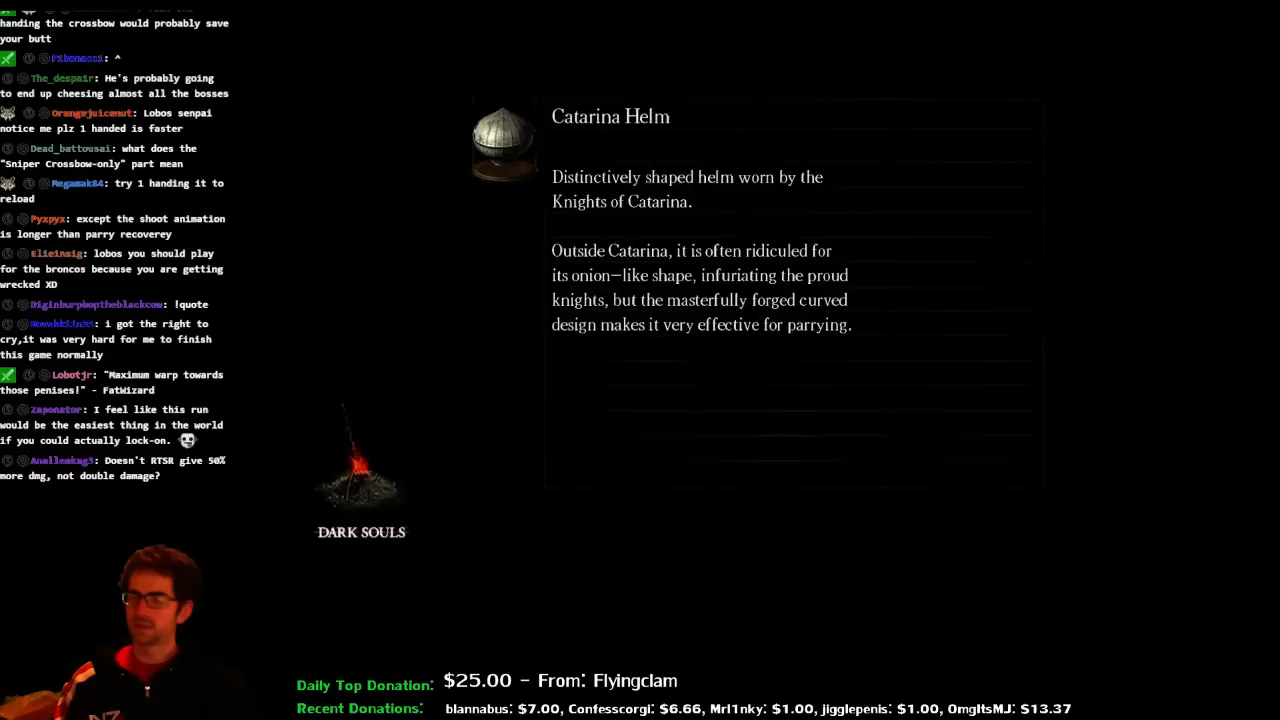 handing the crossbow would probably save
your butt
Fibonacci: ^
The_despair: He's probably going
to end up cheesing almost all the bosses
Orangejuicenut: Lobos senpai
notice me plz 1 handed is faster
Dead_battousai: what does the
"Sniper Crossbow-only" part mean
Megamak84: try 1 handing it to
reload
Pyxpyx: except the shoot animation
is longer than parry recoverey
Elieinsig: lobos you should play
for the broncos because you are getting
wrecked XD
: !quote
: i got the right to
cry,it was very hard for me to finish
this game normally
Lobotjr: "Maximum warp towards
those penises!" - FatWizard
Zaponator: I feel like this run
would be the easiest thing in the world
if you could actually lock-on.
: Doesn't RTSR give 50%
more dmg, not double damage?
Catarina Helm
Distinctively shaped helm worn by the
Knights of Catarina.
Outside Catarina, it is often ridiculed for
its onion-like shape, infuriating the proud
knights, but the masterfully forged curved
design makes it very effective for parrying.
DARK SOULS
Daily Top Donation: $25.00 - From: Flyingclam
Recent Donations: blannabus: $7.00, Confesscorgi: $6.66, Mrl1nky: $1.00, jigglepenis: $1.00, OmgItsMJ: $13.37